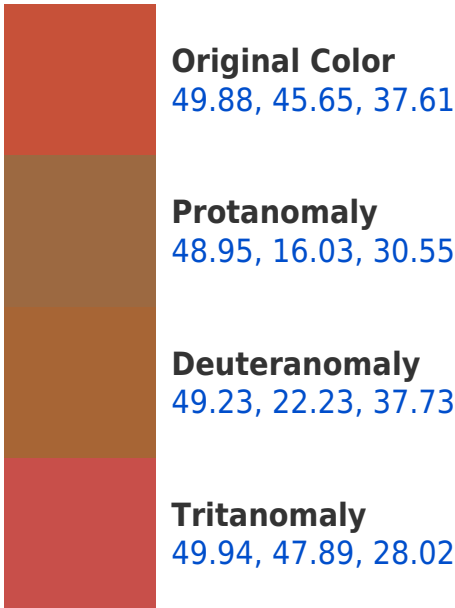 Original Color
49.88, 45.65, 37.61
Protanomaly
48.95, 16.03, 30.55
Deuteranomaly
49.23, 22.23, 37.73
Tritanomaly
49.94, 47.89, 28.02